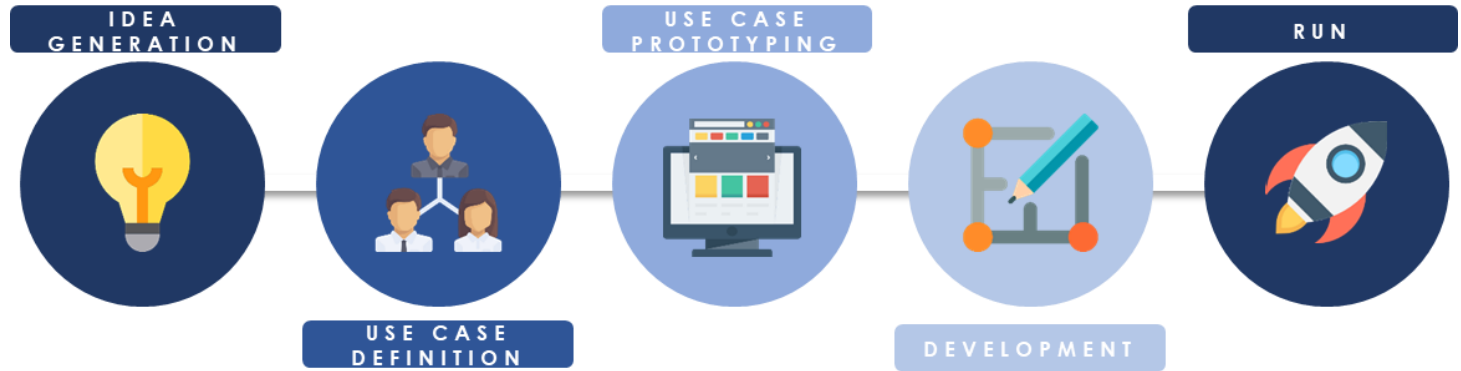 IDEA
GENERATION
USE CASE
DEFINITION
USE CASE
PROTOTYPING
DEVELOPMENT
RUN